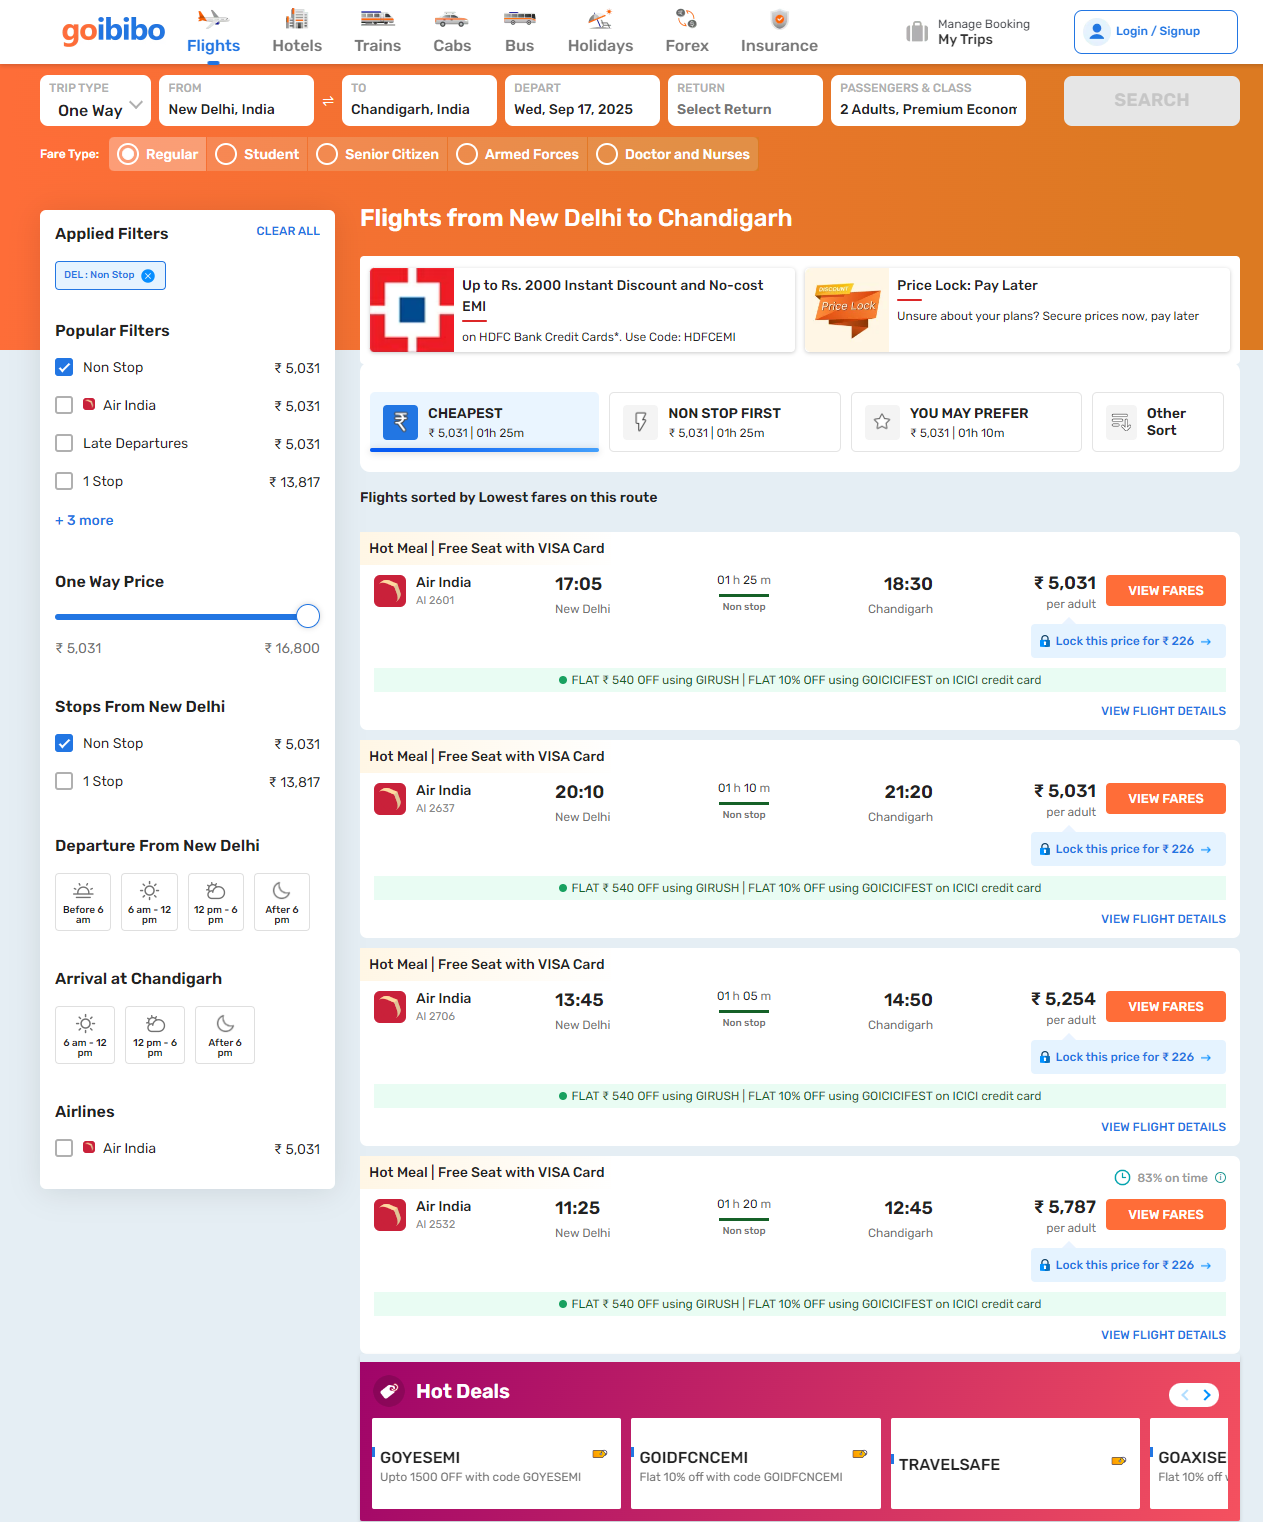 goibibo
Flights
Hotels
Trains
Cabs
Bus
Holidays
Forex
Insurance
Manage Booking
My Trips
Login / Signup
TRIP TYPE
One Way
FROM
New Delhi, India
TO
Chandigarh, India
DEPART
Wed, Sep 17, 2025
RETURN
Select Return
PASSENGERS & CLASS
2 Adults, Premium Econom
SEARCH
Fare Type:
Regular
Student
Senior Citizen
Armed Forces
Doctor and Nurses
Applied Filters
CLEAR ALL
DEL : Non Stop
Popular Filters
Non Stop ₹ 5,031
Air India ₹ 5,031
Late Departures ₹ 5,031
1 Stop ₹ 13,817
+ 3 more
One Way Price
₹ 5,031 ₹ 16,800
Stops From New Delhi
Non Stop ₹ 5,031
1 Stop ₹ 13,817
Departure From New Delhi
Before 6
am
6 am - 12
pm
12 pm - 6
pm
After 6
pm
Arrival at Chandigarh
6 am - 12
pm
12 pm - 6
pm
After 6
pm
Airlines
Air India ₹ 5,031
Flights from New Delhi to Chandigarh
Up to Rs. 2000 Instant Discount and No-cost
EMI
on HDFC Bank Credit Cards*. Use Code: HDFCEMI
DISCOUNT
Price Lock
Price Lock: Pay Later
Unsure about your plans? Secure prices now, pay later
CHEAPEST
₹ 5,031 | 01h 25m
NON STOP FIRST
₹ 5,031 | 01h 25m
YOU MAY PREFER
₹ 5,031 | 01h 10m
Other
Sort
Flights sorted by Lowest fares on this route
Hot Meal | Free Seat with VISA Card
Air India
AI 2601
17:05
New Delhi
01 h 25 m
Non stop
18:30
Chandigarh
₹ 5,031
per adult
VIEW FARES
Lock this price for ₹ 226 →
FLAT ₹ 540 OFF using GIRUSH | FLAT 10% OFF using GOICICIFEST on ICICI credit card
VIEW FLIGHT DETAILS
Hot Meal | Free Seat with VISA Card
Air India
AI 2637
20:10
New Delhi
01 h 10 m
Non stop
21:20
Chandigarh
₹ 5,031
per adult
VIEW FARES
Lock this price for ₹ 226 →
FLAT ₹ 540 OFF using GIRUSH | FLAT 10% OFF using GOICICIFEST on ICICI credit card
VIEW FLIGHT DETAILS
Hot Meal | Free Seat with VISA Card
Air India
AI 2706
13:45
New Delhi
01 h 05 m
Non stop
14:50
Chandigarh
₹ 5,254
per adult
VIEW FARES
Lock this price for ₹ 226 →
FLAT ₹ 540 OFF using GIRUSH | FLAT 10% OFF using GOICICIFEST on ICICI credit card
VIEW FLIGHT DETAILS
Hot Meal | Free Seat with VISA Card
83% on time
Air India
AI 2532
11:25
New Delhi
01 h 20 m
Non stop
12:45
Chandigarh
₹ 5,787
per adult
VIEW FARES
Lock this price for ₹ 226 →
FLAT ₹ 540 OFF using GIRUSH | FLAT 10% OFF using GOICICIFEST on ICICI credit card
VIEW FLIGHT DETAILS
Hot Deals
GOYESEMI
Upto 1500 OFF with code GOYESEMI
GOIDFCNCEMI
Flat 10% off with code GOIDFCNCEMI
TRAVELSAFE
GOAXISE
Flat 10% off